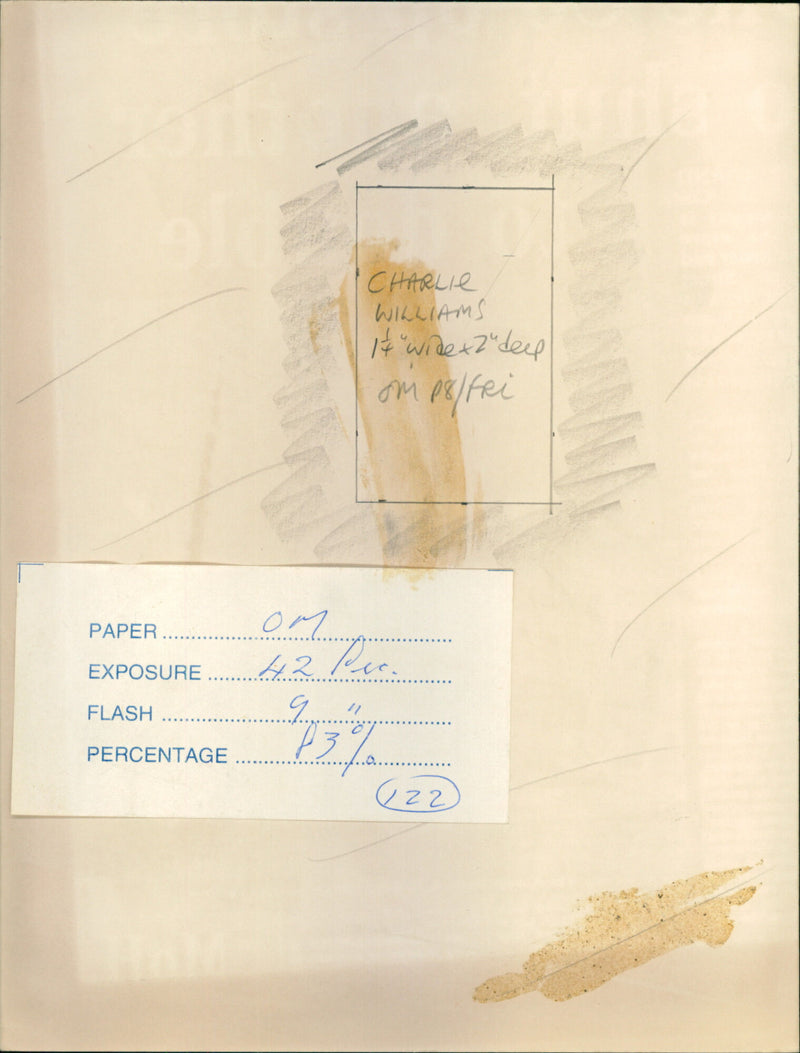 CHARLIE
WILLIAMS
1¼" wide x 2" deep
OM P8/FRI
PAPER OM
EXPOSURE 42
FLASH 9 "
PERCENTAGE 83%
122